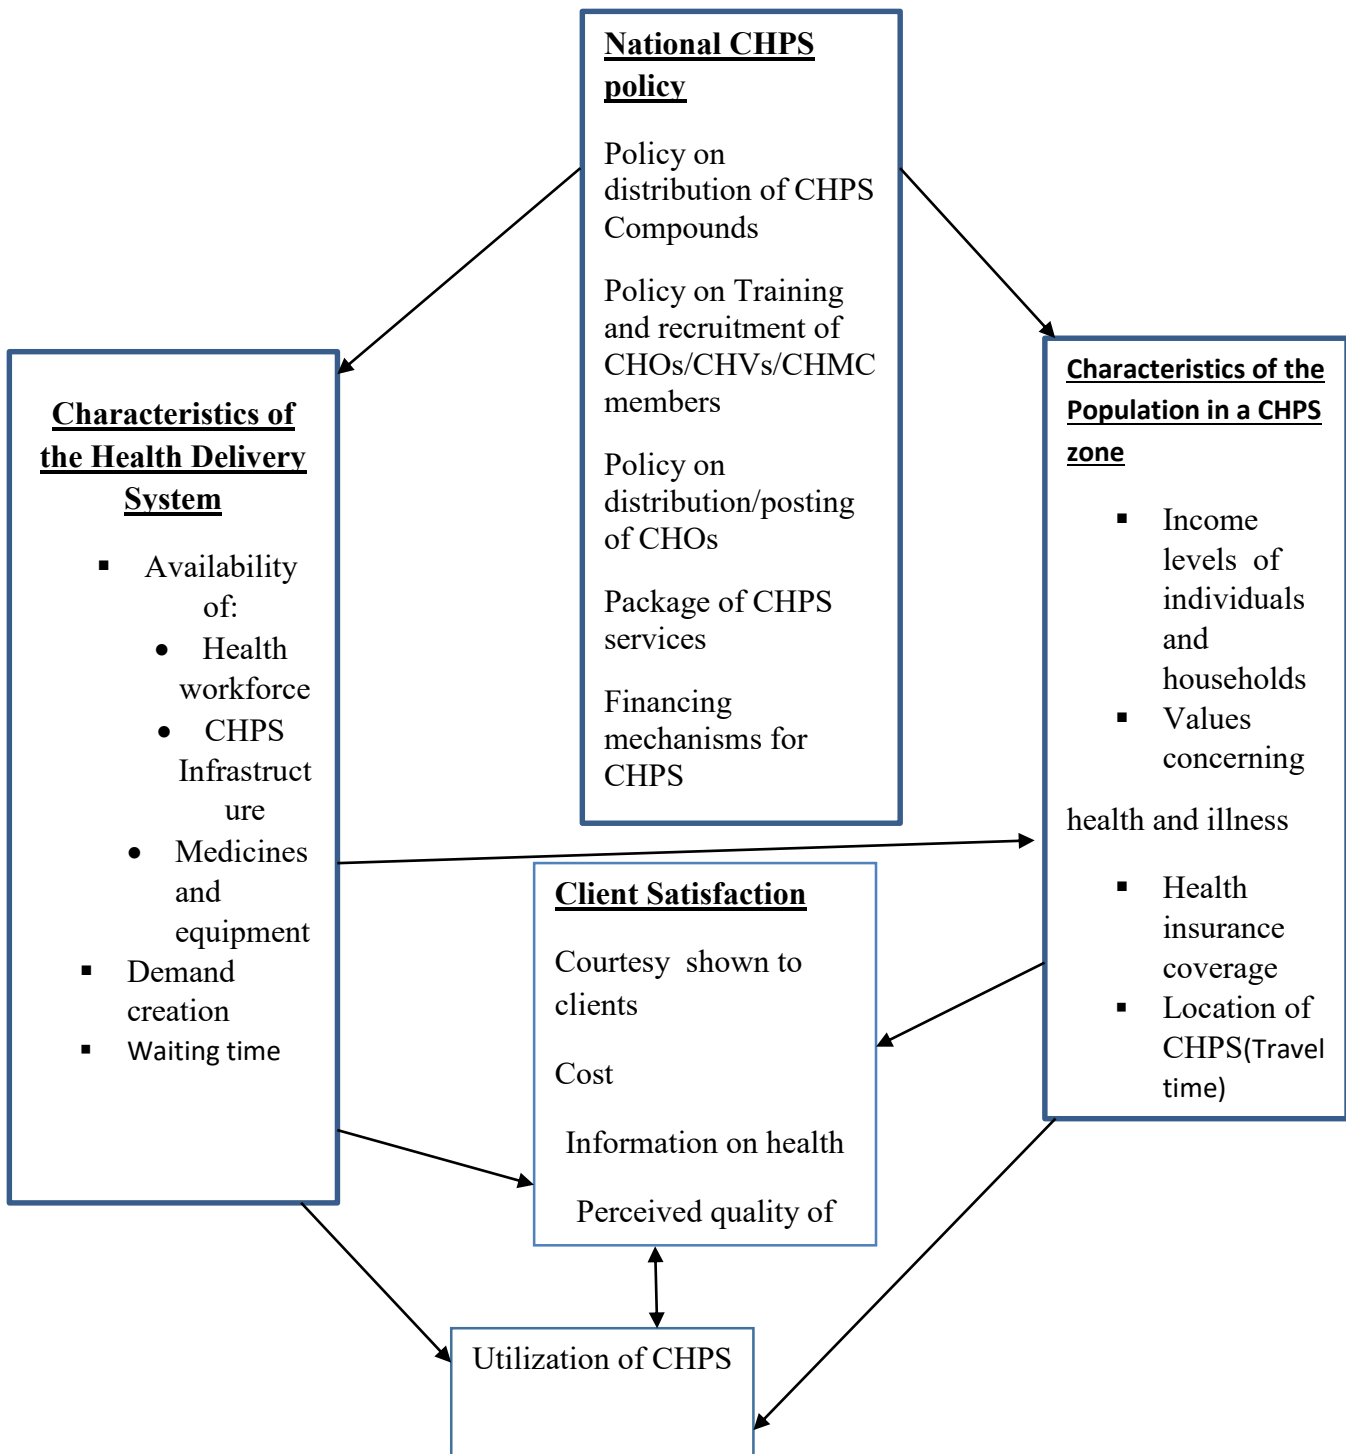 National CHPS
policy
Policy on
distribution of CHPS
Compounds
Policy on Training
and recruitment of
CHOs/CHVs/CHMC
members
Policy on
distribution/posting
of CHOs
Package of CHPS
services
Financing
mechanisms for
CHPS
Characteristics of
the Health Delivery
System
▪ Availability
of:
• Health
workforce
• CHPS
Infrastruct
ure
• Medicines
and
equipment
▪ Demand
creation
▪ Waiting time
Characteristics of the
Population in a CHPS
zone
▪ Income
levels of
individuals
and
households
▪ Values
concerning
health and illness
▪ Health
insurance
coverage
▪ Location of
CHPS(Travel
time)
Client Satisfaction
Courtesy shown to
clients
Cost
Information on health
Perceived quality of
Utilization of CHPS